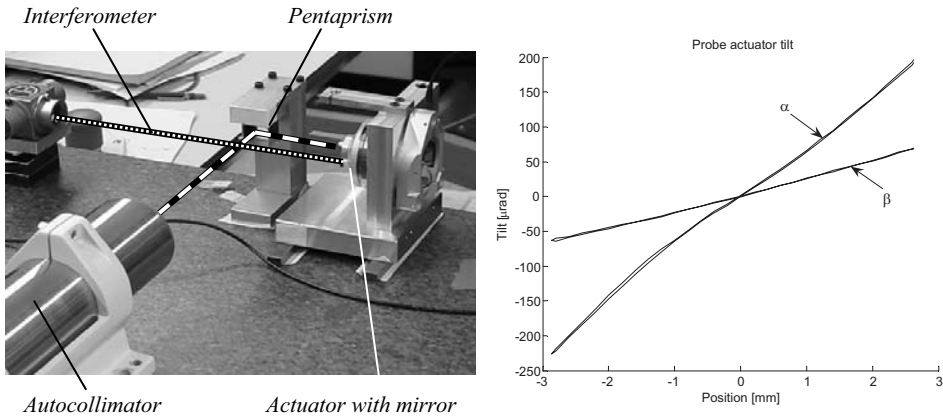 Interferometer
Pentaprism
Autocollimator
Actuator with mirror
Probe actuator tilt
Tilt [μrad]
200
150
100
50
0
-50
-100
-150
-200
-250
α
β
-3
-2
-1
0
1
2
3
Position [mm]